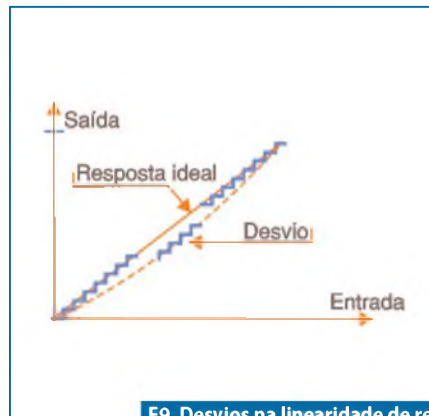 Saída
Resposta ideal
Desvio
Entrada
F9. Desvios na linearidade de